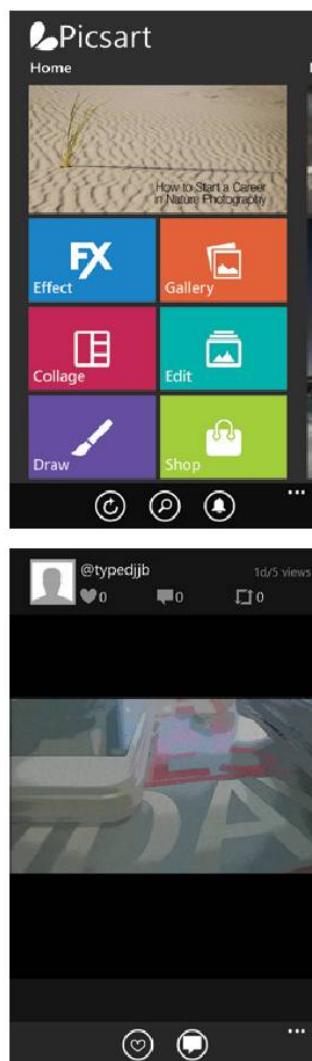 Picsart
Home
How to Start a Career
in Nature Photography
Effect
Gallery
Collage
Edit
Draw
Shop
@typedjjb
1d/5 views
0
0
0